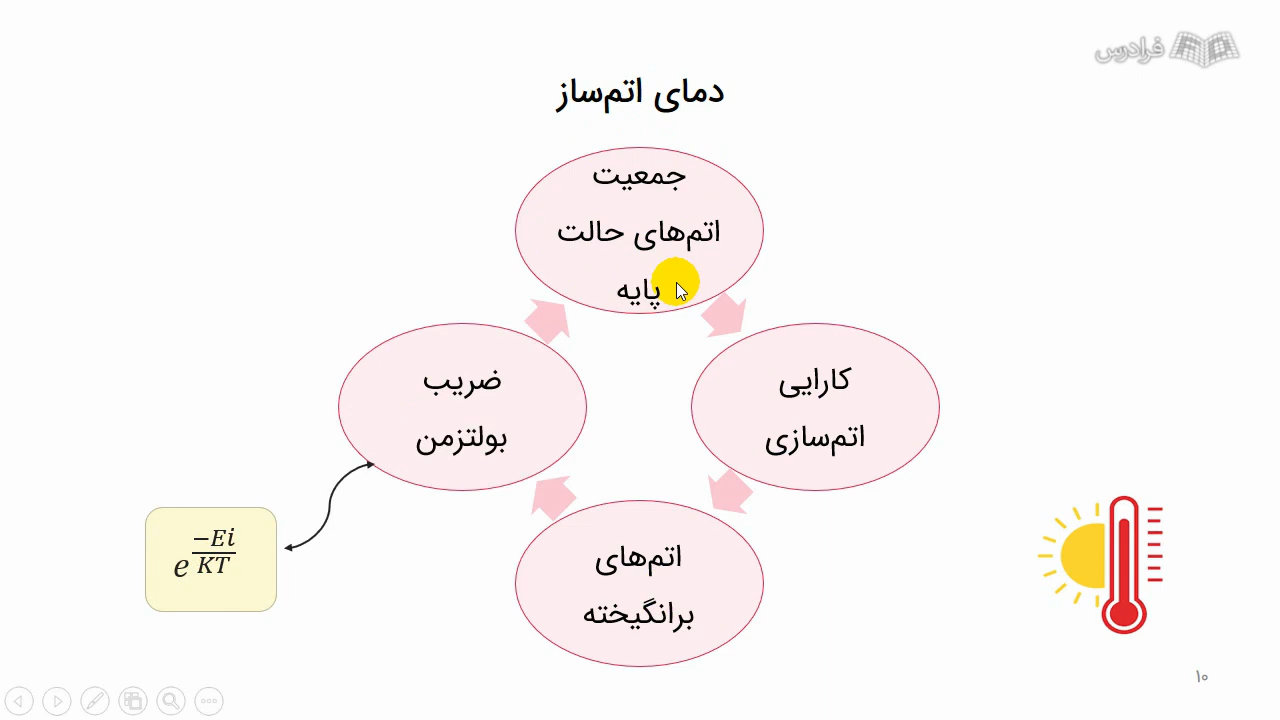 فرادرس
دمای اتم‌ساز
جمعیت
اتم‌های حالت
پایه
کارایی
اتم‌سازی
ضریب
بولتزمن
اتم‌های
برانگیخته
e^(−Ei/KT)
۱۰